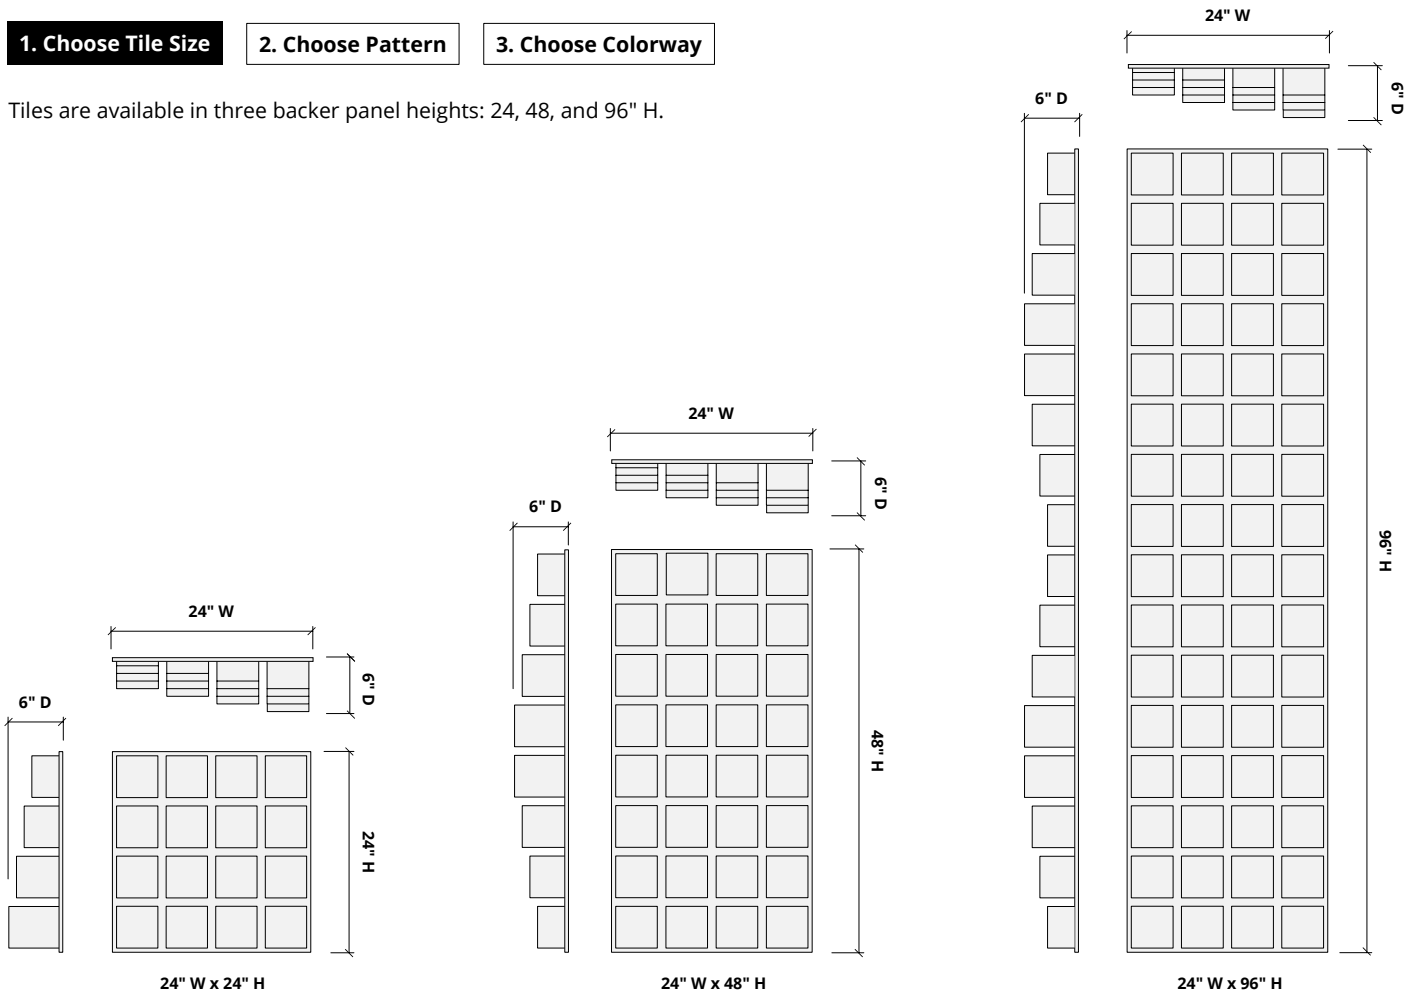 1. Choose Tile Size
2. Choose Pattern
3. Choose Colorway
Tiles are available in three backer panel heights: 24, 48, and 96" H.
24" W
6" D
6" D
24" H
24" W x 24" H
24" W
6" D
6" D
48" H
24" W x 48" H
24" W
6" D
6" D
96" H
24" W x 96" H